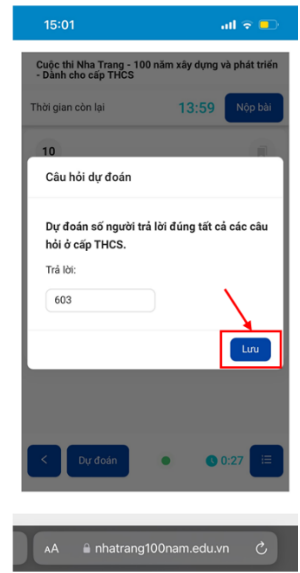 15:01
Cuộc thi Nha Trang - 100 năm xây dựng và phát triển
- Dành cho cấp THCS
Thời gian còn lại 13:59 Nộp bài
10
Câu hỏi dự đoán
Dự đoán số người trả lời đúng tất cả các câu
hỏi ở cấp THCS.
Trả lời:
603
Lưu
Dự đoán 0:27
AA nhatrang100nam.edu.vn